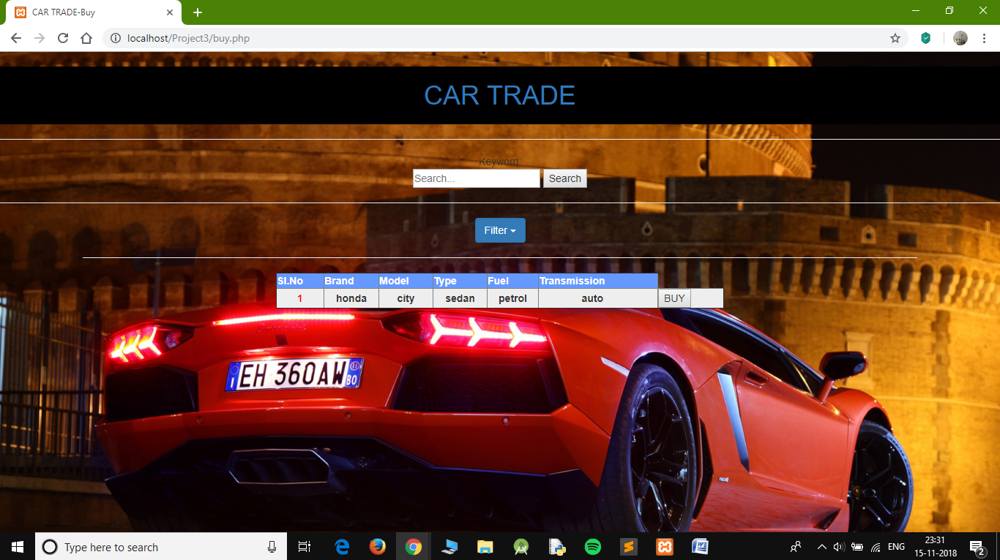 CAR TRADE-Buy
localhost/Project3/buy.php
CAR TRADE
Keyword:
Search... Search
Filter
Sl.No Brand Model Type Fuel Transmission
1 honda city sedan petrol auto BUY
EH 360AW
I BO
Type here to search
ENG
23:31
15-11-2018
2